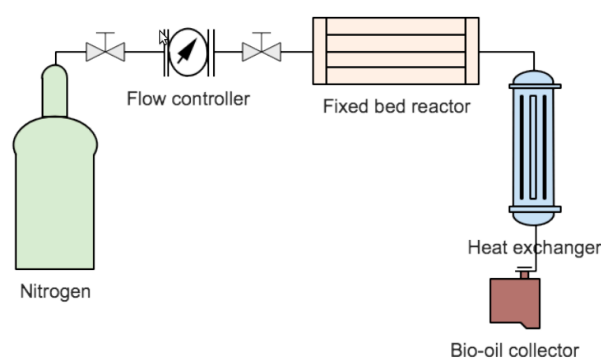 Flow controller
Fixed bed reactor
Heat exchanger
Nitrogen
Bio-oil collector